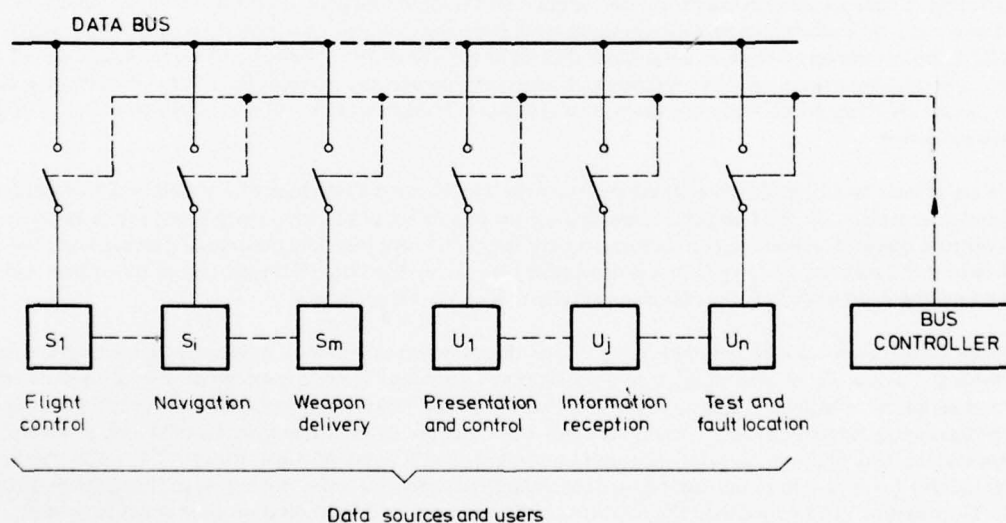 DATA BUS
S1 Si Sm U1 Uj Un BUS CONTROLLER
Flight control
Navigation
Weapon delivery
Presentation and control
Information reception
Test and fault location
Data sources and users